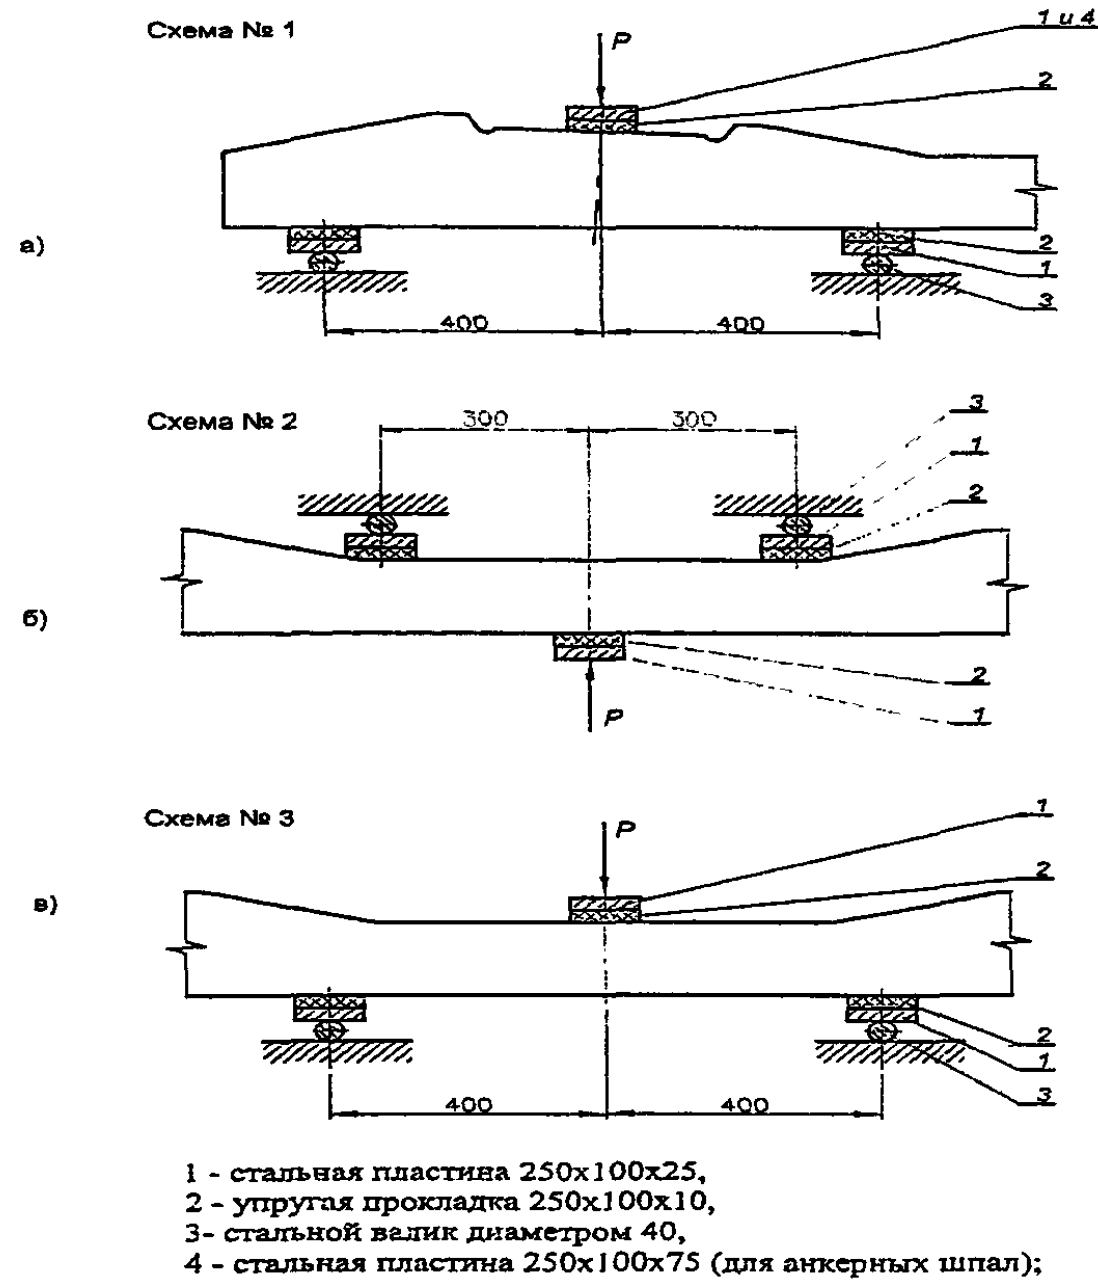 Схема № 1
P
1 и 4
2
а)
2
1
3
400
400
Схема № 2
300
300
3
1
2
б)
2
1
P
Схема № 3
P
1
2
в)
2
1
3
400
400
1 - стальная пластина 250х100х25,
2 - упругая прокладка 250х100х10,
3- стальной валик диаметром 40,
4 - стальная пластина 250х100х75 (для анкерных шпал);